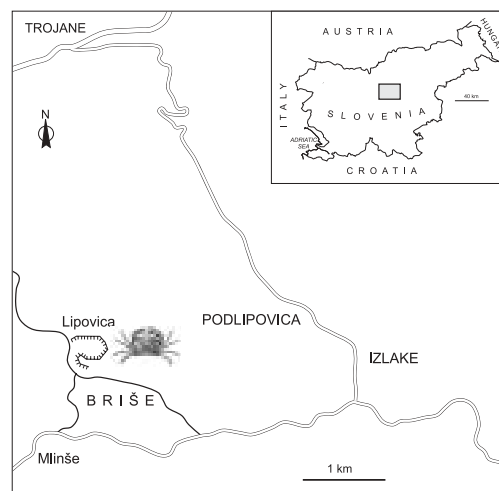 TROJANE
N
AUSTRIA
HUNGARY
ITALY
40 km
SLOVENIA
ADRIATIC
SEA
CROATIA
Lipovica
PODLIPOVICA
IZLAKE
BRIŠE
Mlinše
1 km